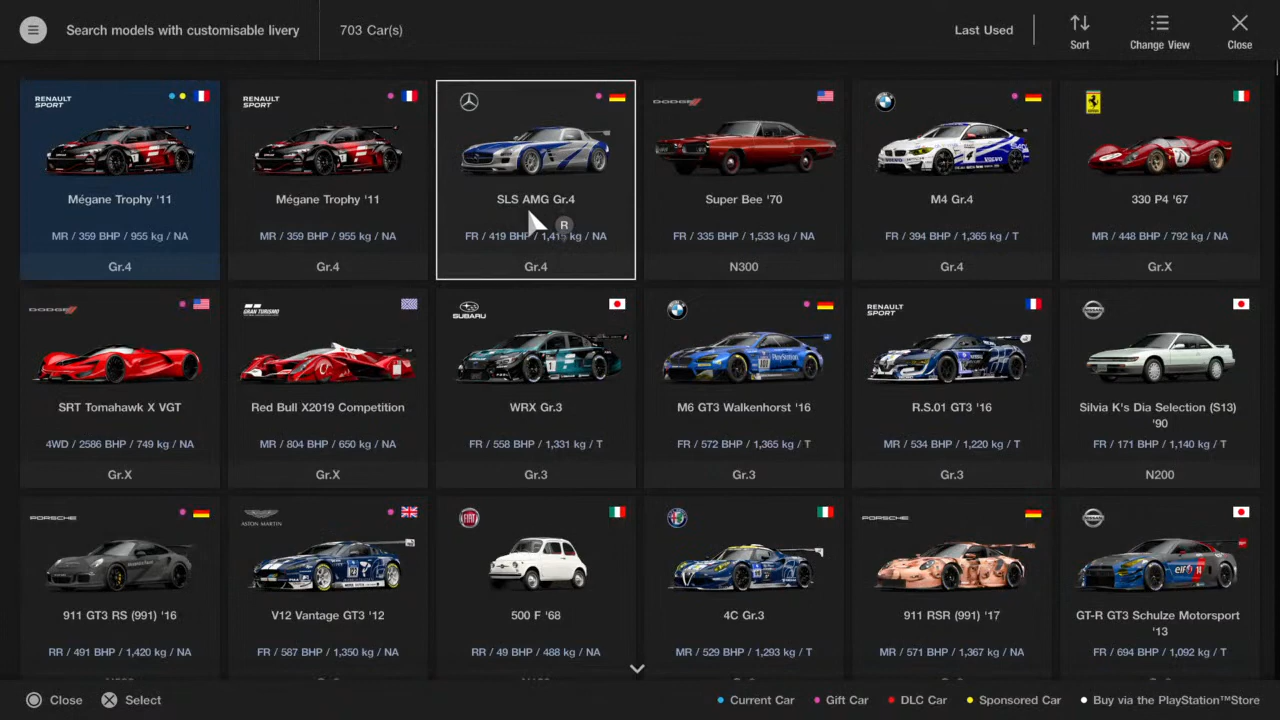 Search models with customisable livery
703 Car(s)
Last Used
Sort
Change View
Close
RENAULT SPORT
Mégane Trophy '11
MR / 359 BHP / 955 kg / NA
Gr.4
RENAULT SPORT
Mégane Trophy '11
MR / 359 BHP / 955 kg / NA
Gr.4
SLS AMG Gr.4
R
FR / 419 BHP / 1,415 kg / NA
Gr.4
DODGE
Super Bee '70
FR / 335 BHP / 1,533 kg / NA
N300
M4 Gr.4
FR / 394 BHP / 1,365 kg / T
Gr.4
330 P4 '67
MR / 448 BHP / 792 kg / NA
Gr.X
DODGE
SRT Tomahawk X VGT
4WD / 2586 BHP / 749 kg / NA
Gr.X
GRAN TURISMO
Red Bull X2019 Competition
MR / 804 BHP / 650 kg / NA
Gr.X
SUBARU
WRX Gr.3
FR / 558 BHP / 1,331 kg / T
Gr.3
M6 GT3 Walkenhorst '16
FR / 572 BHP / 1,365 kg / T
Gr.3
RENAULT SPORT
R.S.01 GT3 '16
MR / 534 BHP / 1,220 kg / T
Gr.3
Silvia K's Dia Selection (S13)
'90
FR / 171 BHP / 1,140 kg / T
N200
PORSCHE
911 GT3 RS (991) '16
RR / 491 BHP / 1,420 kg / NA
ASTON MARTIN
V12 Vantage GT3 '12
FR / 587 BHP / 1,350 kg / NA
FIAT
500 F '68
RR / 49 BHP / 488 kg / NA
4C Gr.3
MR / 529 BHP / 1,293 kg / T
PORSCHE
911 RSR (991) '17
MR / 571 BHP / 1,367 kg / NA
GT-R GT3 Schulze Motorsport
'13
FR / 694 BHP / 1,092 kg / T
Close
Select
Current Car
Gift Car
DLC Car
Sponsored Car
Buy via the PlayStation™Store